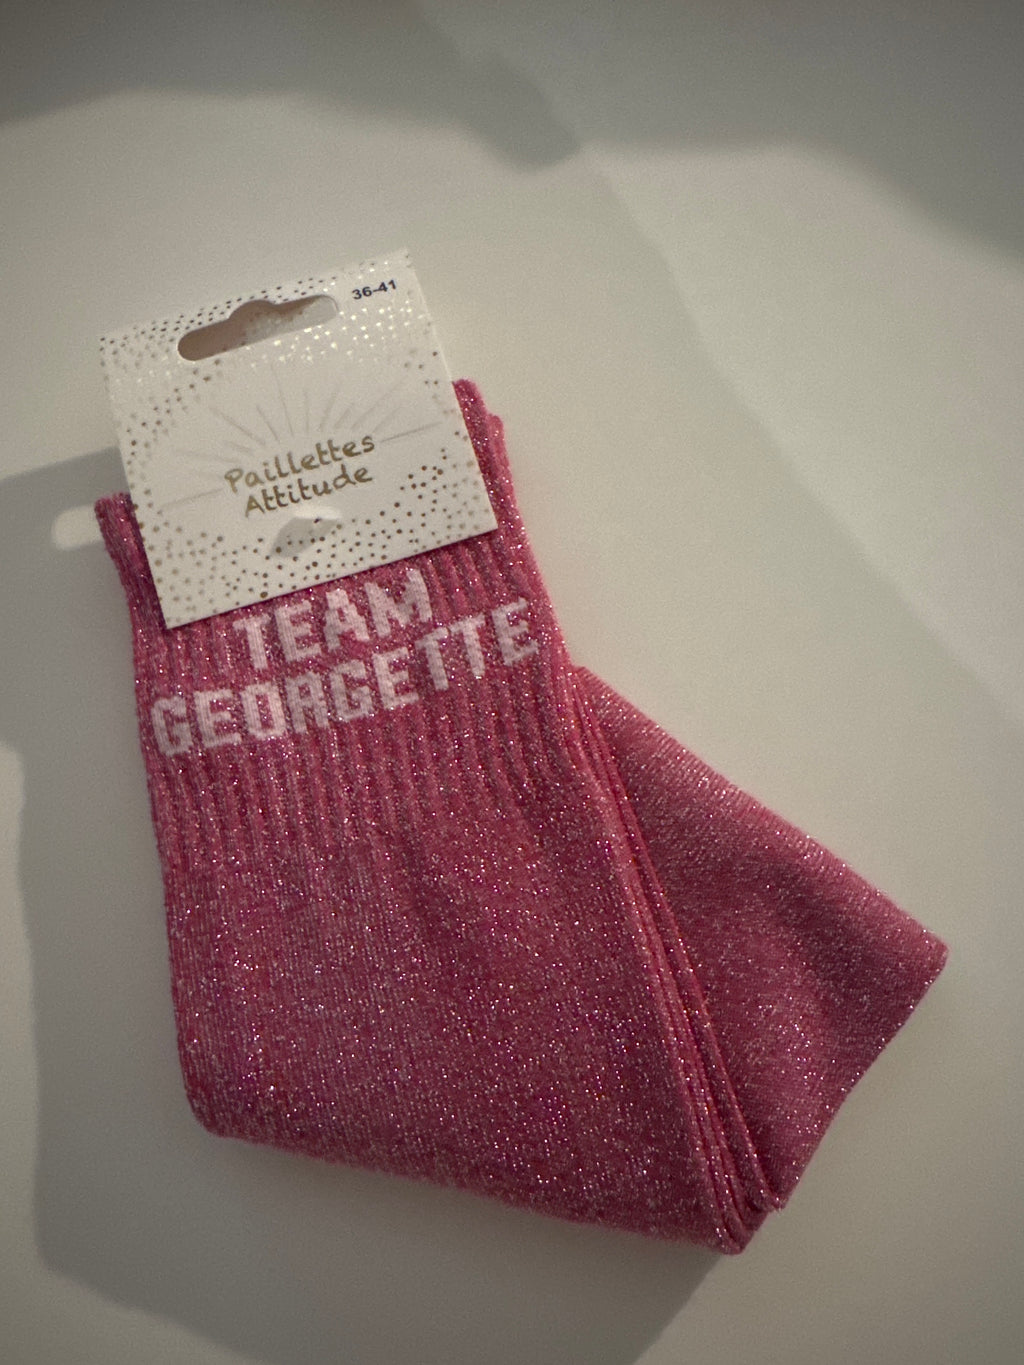 36-41
Paillettes
Attitude
TEAM
GEORGETTE